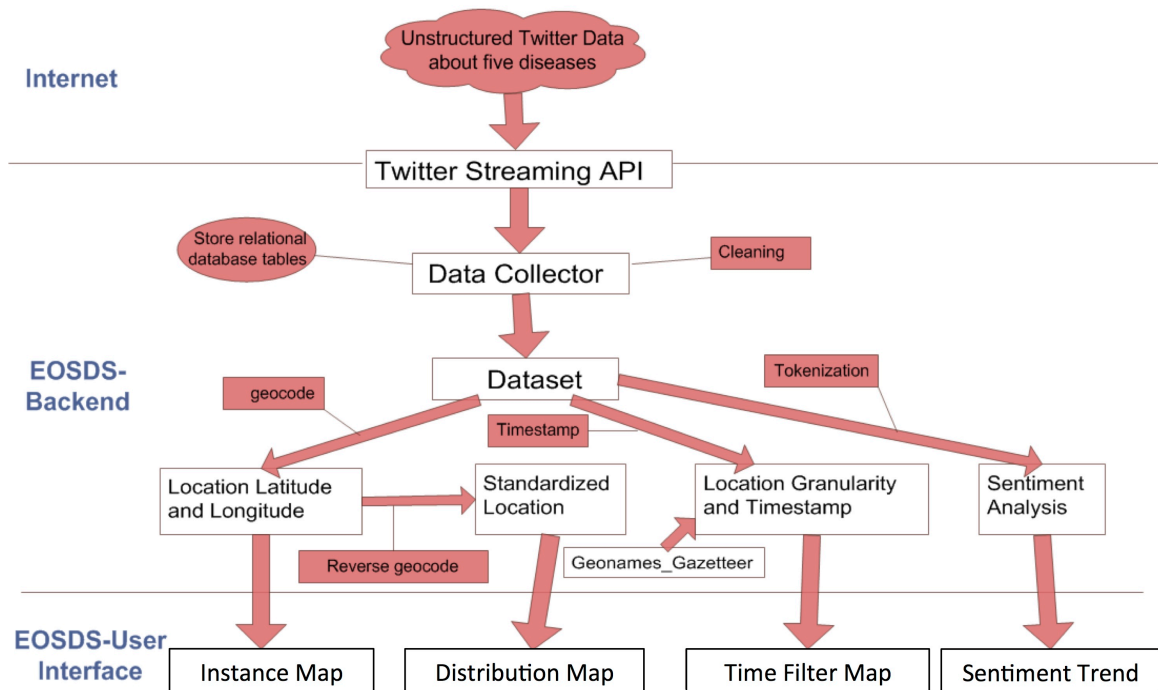 Unstructured Twitter Data
about five diseases
Internet
Twitter Streaming API
Store relational
database tables
Cleaning
Data Collector
EOSDS-
Backend
Dataset
Tokenization
geocode
Timestamp
Location Latitude
and Longitude
Standardized
Location
Location Granularity
and Timestamp
Sentiment
Analysis
Reverse geocode
Geonames_Gazetteer
EOSDS-User
Interface
Instance Map
Distribution Map
Time Filter Map
Sentiment Trend